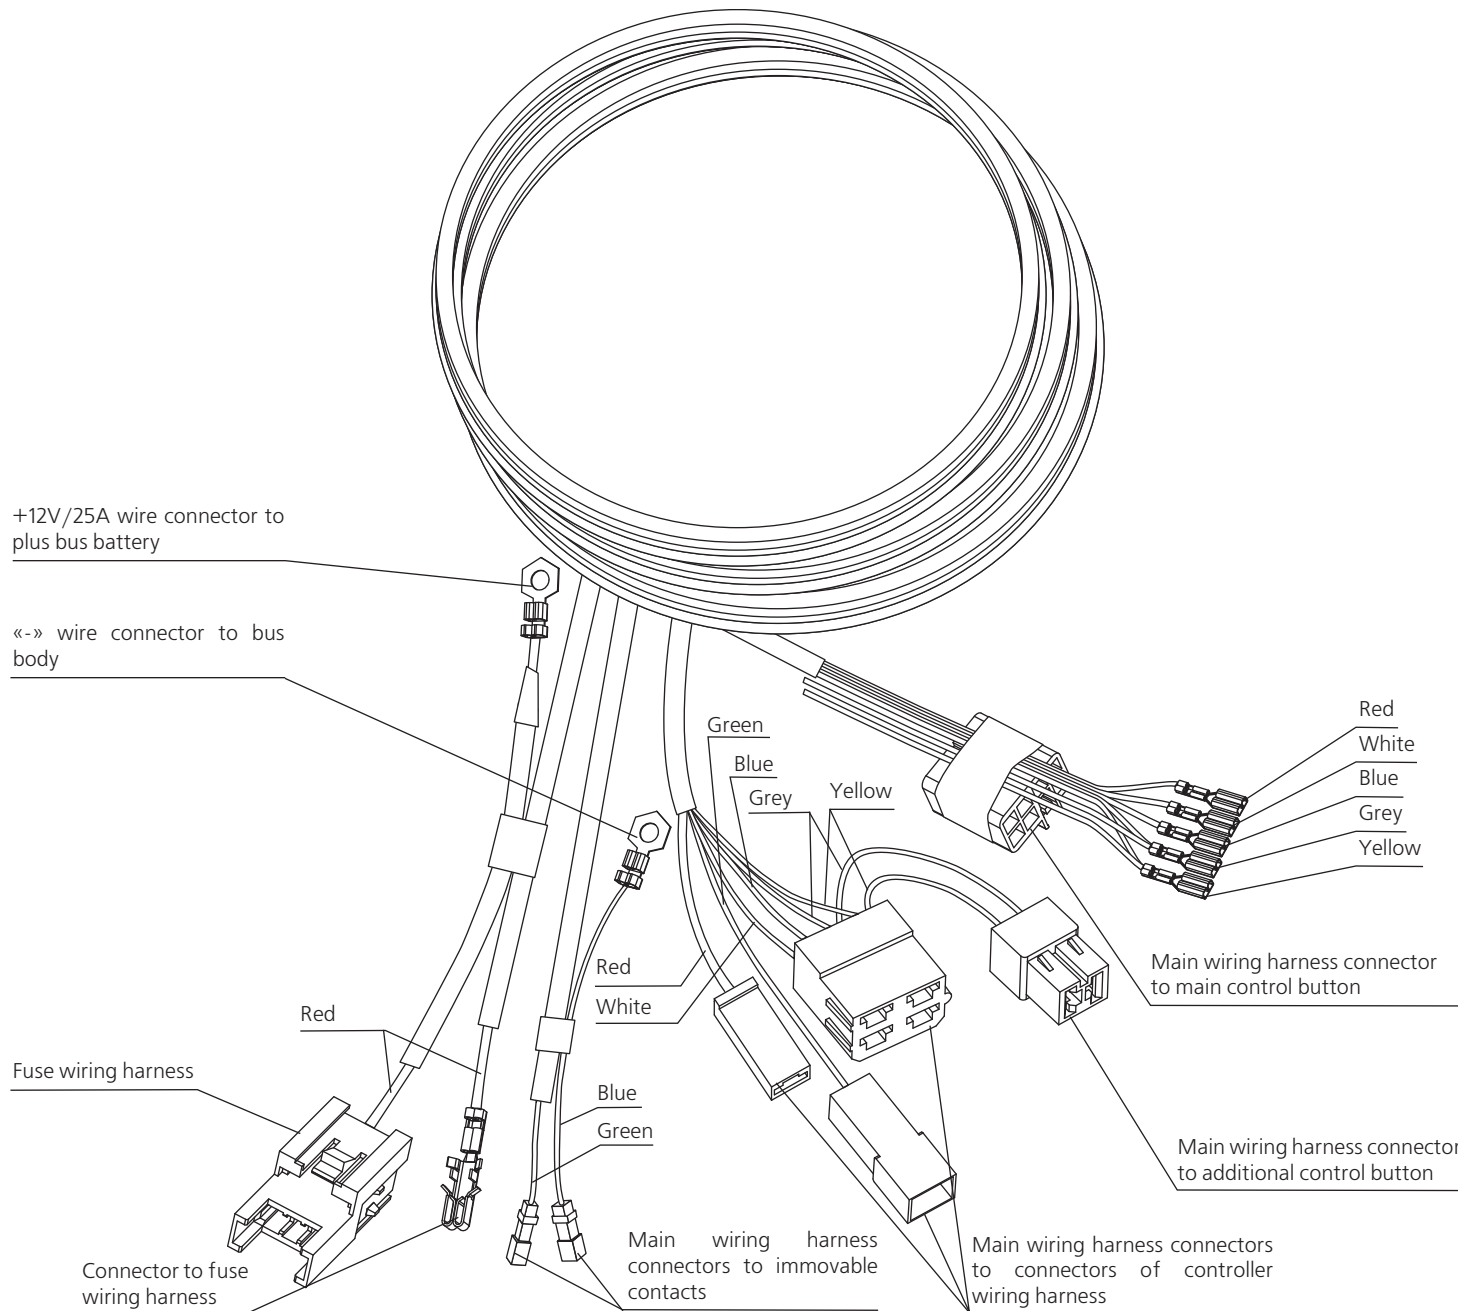 +12V/25A wire connector to
plus bus battery
«-» wire connector to bus
body
Green
Blue
Grey
Yellow
Red
White
Blue
Grey
Yellow
Main wiring harness connector
to main control button
Red
White
Red
Fuse wiring harness
Blue
Green
Main wiring harness connector
to additional control button
Connector to fuse
wiring harness
Main wiring harness
connectors to immovable
contacts
Main wiring harness connectors
to connectors of controller
wiring harness